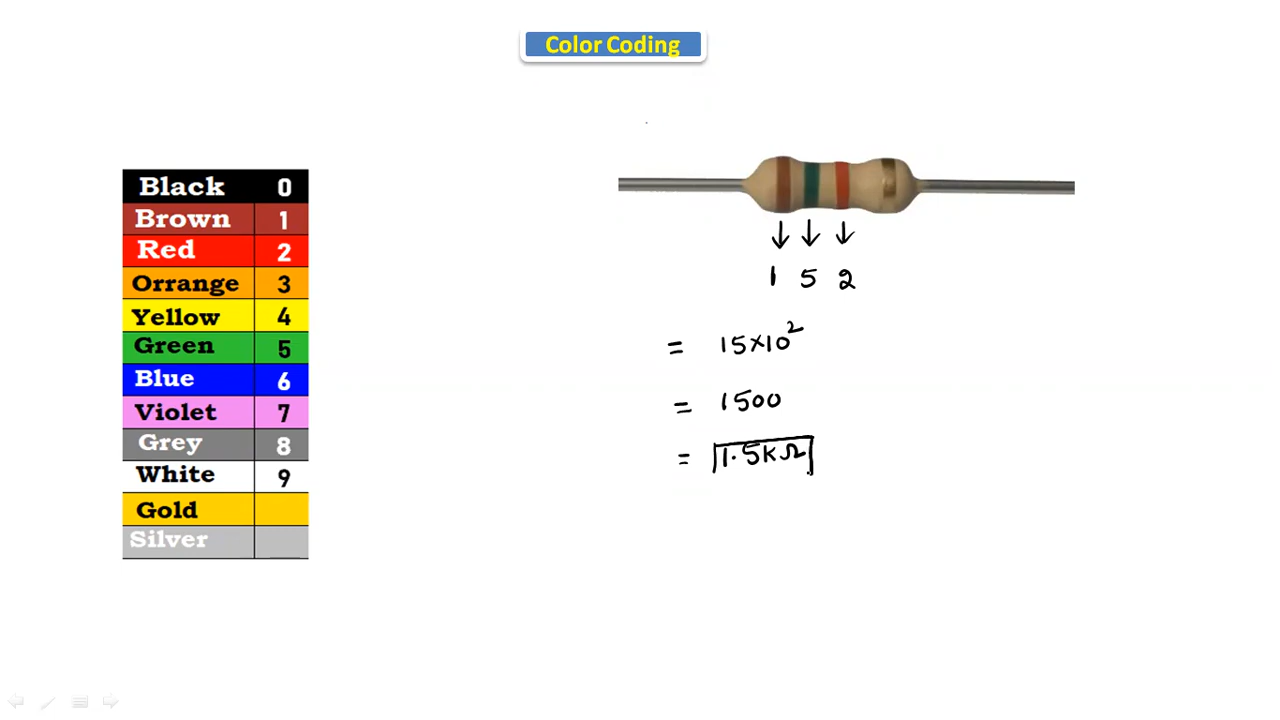 Color Coding
Black 0
Brown 1
Red 2
Orrange 3
Yellow 4
Green 5
Blue 6
Violet 7
Grey 8
White 9
Gold
Silver
1 5 2
= 15×10²
= 1500
= 1.5KΩ